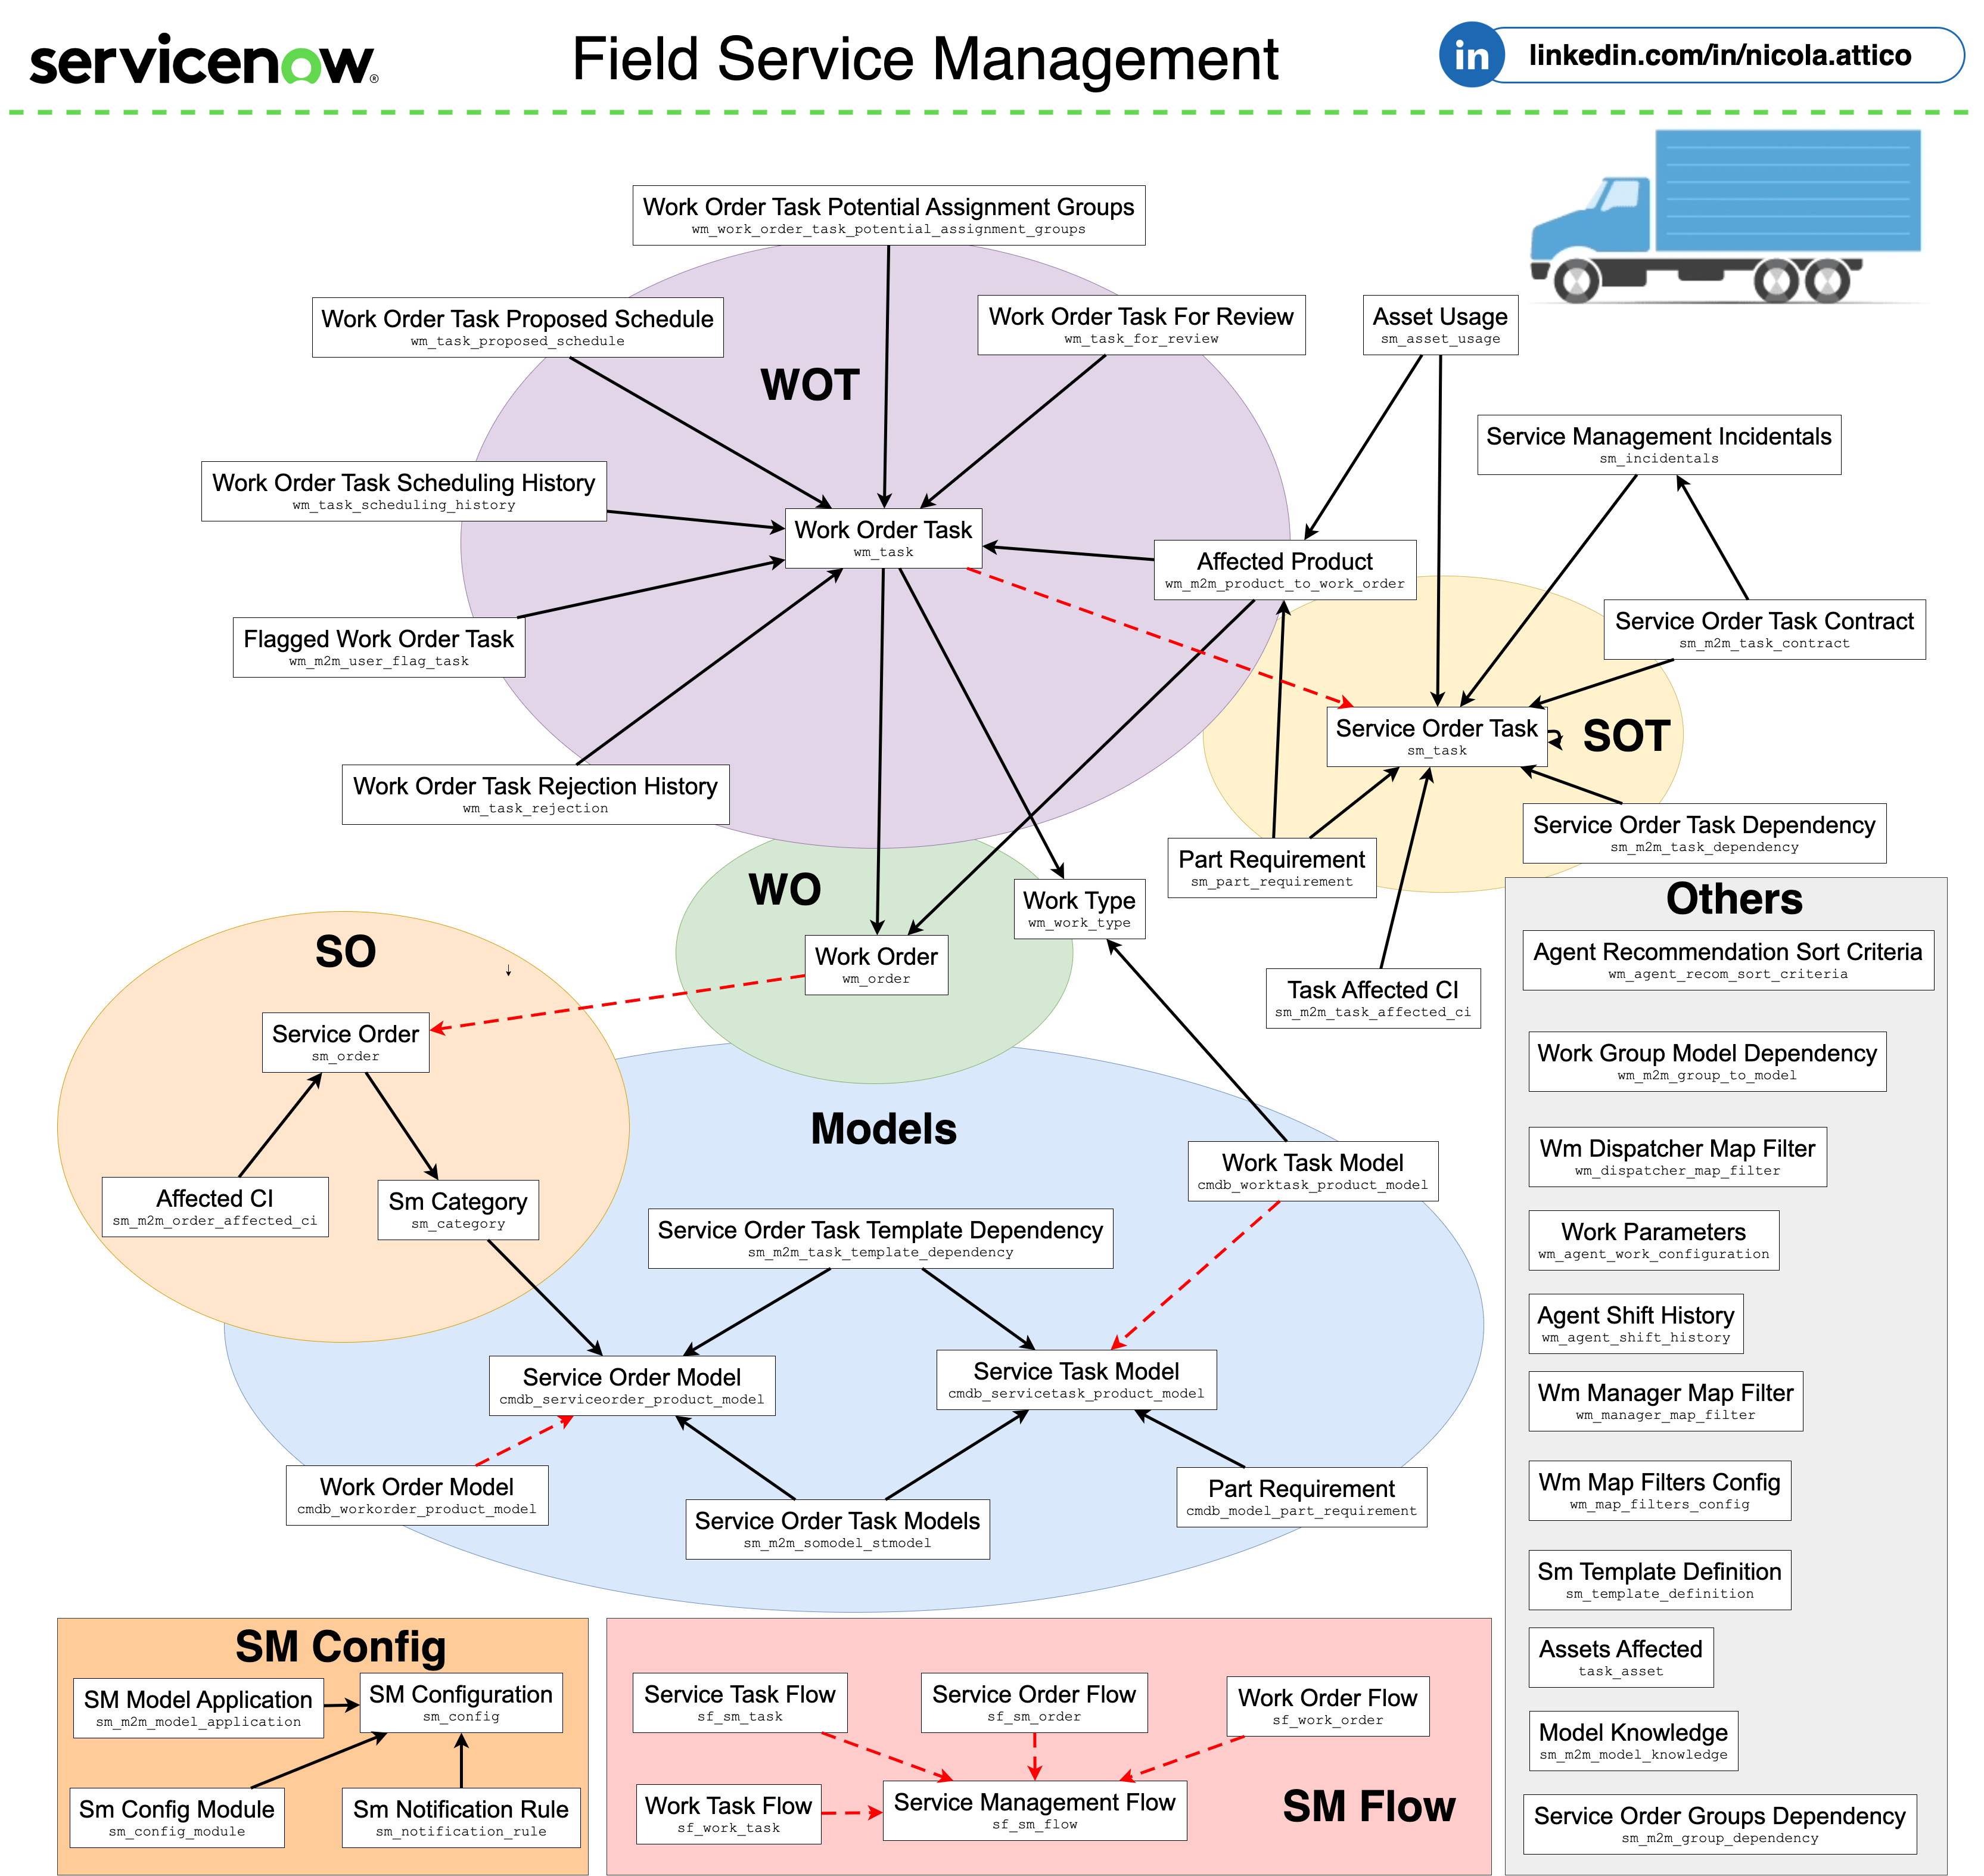 servicenow®
Field Service Management
in
linkedin.com/in/nicola.attico
Work Order Task Potential Assignment Groups
wm_work_order_task_potential_assignment_groups
Work Order Task Proposed Schedule
wm_task_proposed_schedule
Work Order Task For Review
wm_task_for_review
Asset Usage
sm_asset_usage
WOT
Service Management Incidentals
sm_incidentals
Work Order Task Scheduling History
wm_task_scheduling_history
Work Order Task
wm_task
Affected Product
wm_m2m_product_to_work_order
Flagged Work Order Task
wm_m2m_user_flag_task
Service Order Task Contract
sm_m2m_task_contract
Service Order Task
sm_task
SOT
Work Order Task Rejection History
wm_task_rejection
Service Order Task Dependency
sm_m2m_task_dependency
Part Requirement
sm_part_requirement
WO
Work Type
wm_work_type
Work Order
wm_order
Task Affected CI
sm_m2m_task_affected_ci
SO
Service Order
sm_order
Affected CI
sm_m2m_order_affected_ci
Sm Category
sm_category
Models
Work Task Model
cmdb_worktask_product_model
Service Order Task Template Dependency
sm_m2m_task_template_dependency
Service Order Model
cmdb_serviceorder_product_model
Service Task Model
cmdb_servicetask_product_model
Work Order Model
cmdb_workorder_product_model
Service Order Task Models
sm_m2m_somodel_stmodel
Part Requirement
cmdb_model_part_requirement
Others
Agent Recommendation Sort Criteria
wm_agent_recom_sort_criteria
Work Group Model Dependency
wm_m2m_group_to_model
Wm Dispatcher Map Filter
wm_dispatcher_map_filter
Work Parameters
wm_agent_work_configuration
Agent Shift History
wm_agent_shift_history
Wm Manager Map Filter
wm_manager_map_filter
Wm Map Filters Config
wm_map_filters_config
Sm Template Definition
sm_template_definition
Assets Affected
task_asset
Model Knowledge
sm_m2m_model_knowledge
Service Order Groups Dependency
sm_m2m_group_dependency
SM Config
SM Model Application
sm_m2m_model_application
SM Configuration
sm_config
Sm Config Module
sm_config_module
Sm Notification Rule
sm_notification_rule
Service Task Flow
sf_sm_task
Service Order Flow
sf_sm_order
Work Order Flow
sf_work_order
Work Task Flow
sf_work_task
Service Management Flow
sf_sm_flow
SM Flow